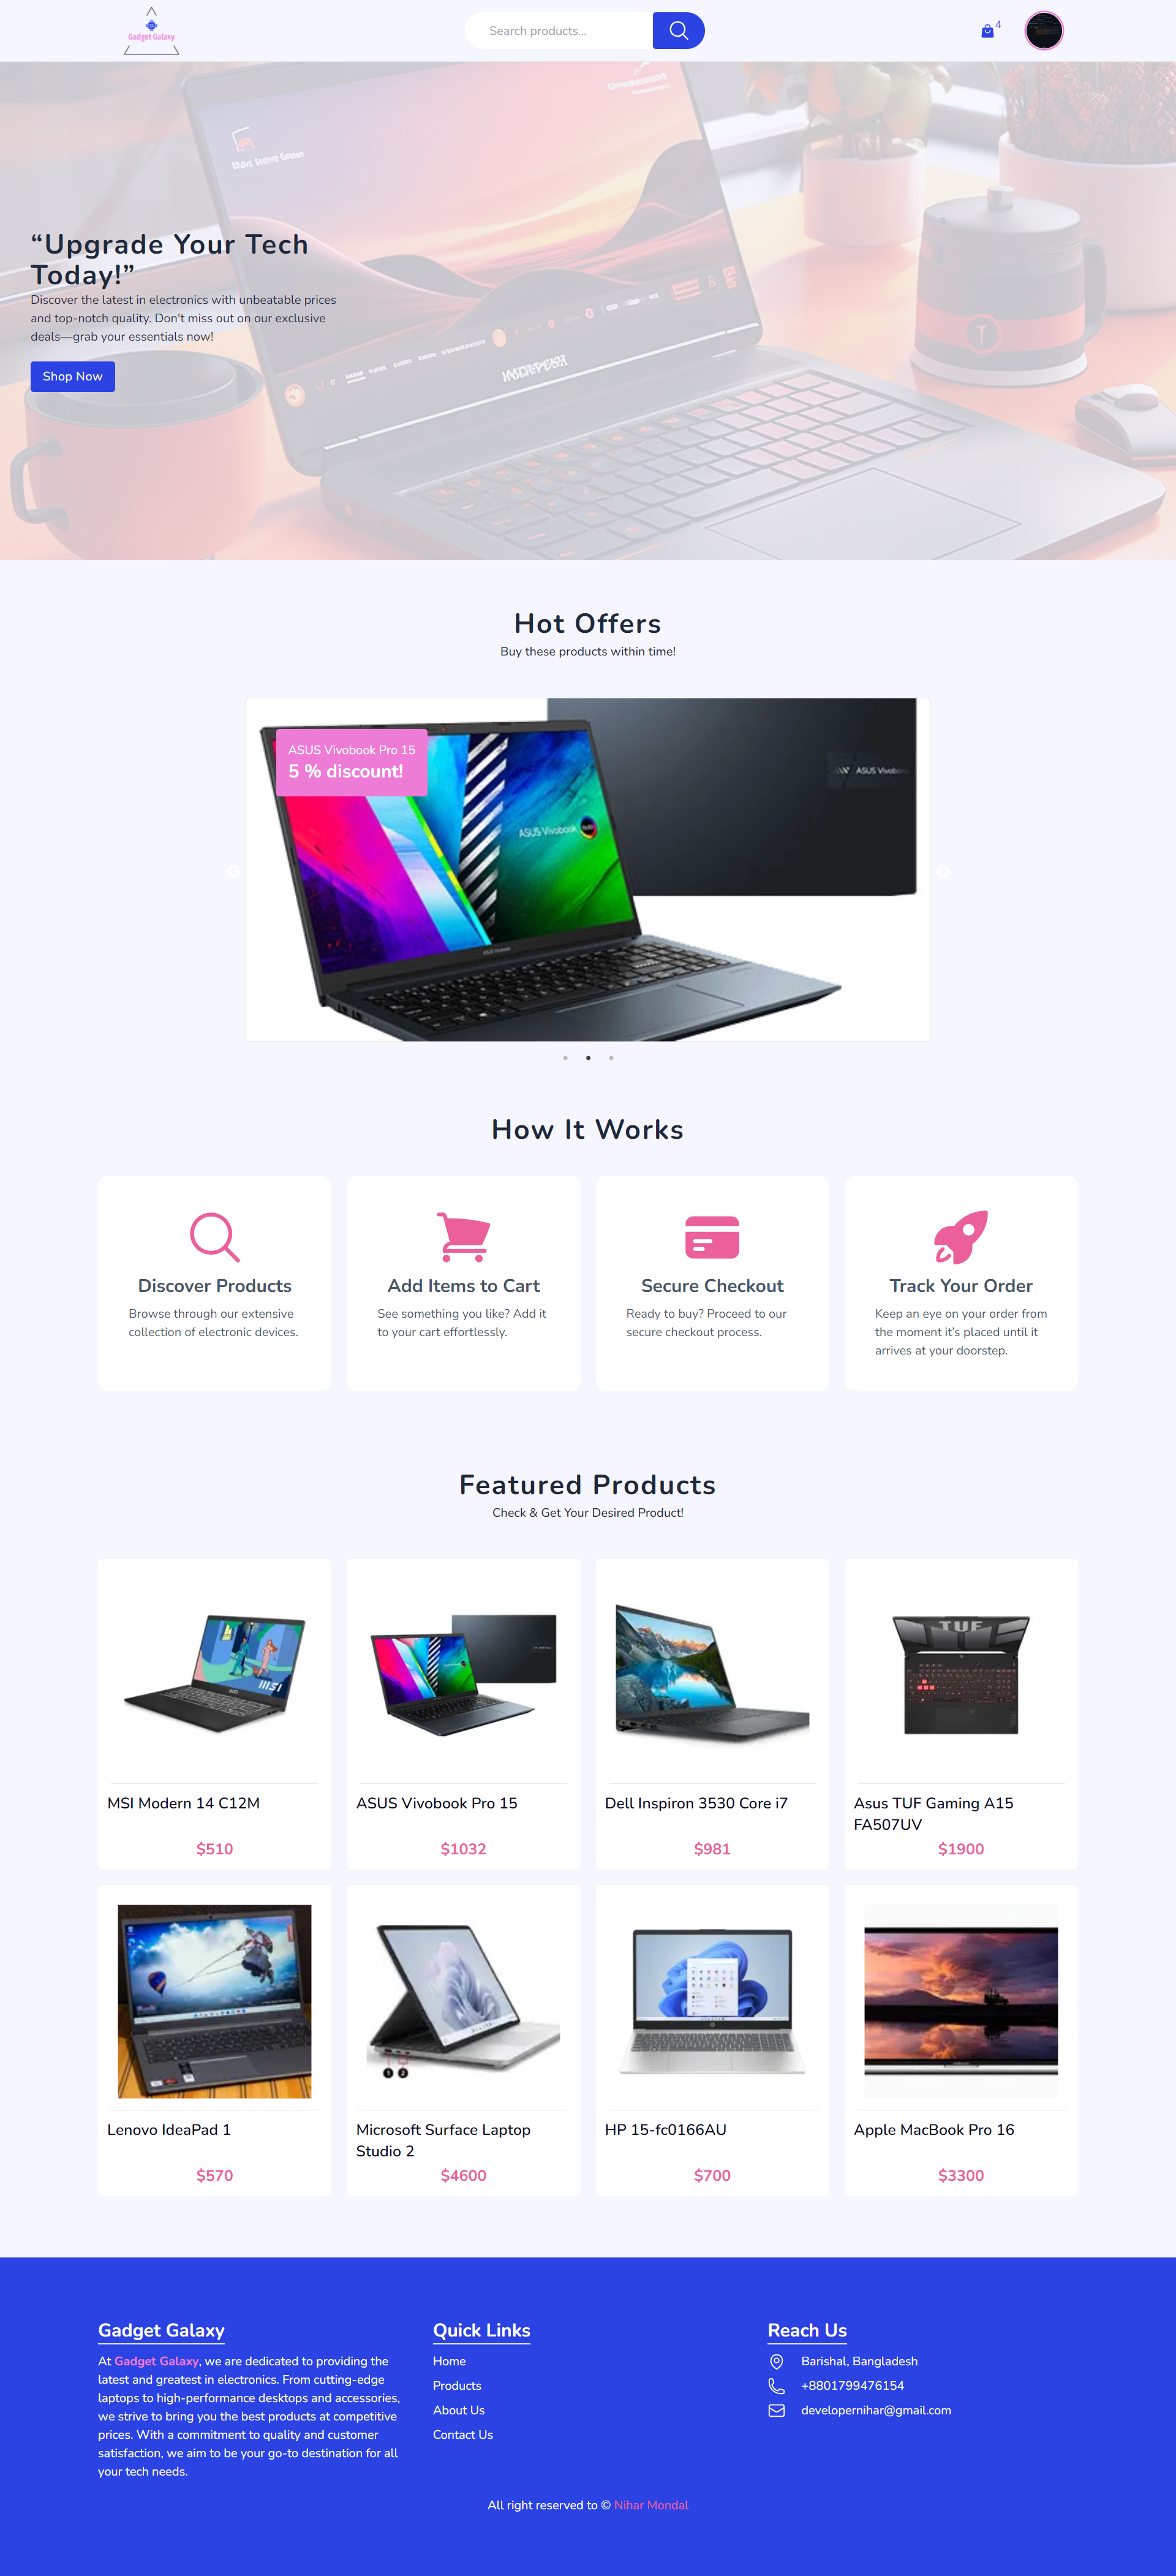 Gadget Galaxy
Search products...
4
“Upgrade Your Tech
Today!”
Discover the latest in electronics with unbeatable prices
and top-notch quality. Don't miss out on our exclusive
deals—grab your essentials now!
Shop Now
Hot Offers
Buy these products within time!
ASUS Vivobook Pro 15
5 % discount!
ASUS Vivobook
ASUS Vivobook
How It Works
Discover Products
Browse through our extensive
collection of electronic devices.
Add Items to Cart
See something you like? Add it
to your cart effortlessly.
Secure Checkout
Ready to buy? Proceed to our
secure checkout process.
Track Your Order
Keep an eye on your order from
the moment it’s placed until it
arrives at your doorstep.
Featured Products
Check & Get Your Desired Product!
msi
TUF
MSI Modern 14 C12M
$510
ASUS Vivobook Pro 15
$1032
Dell Inspiron 3530 Core i7
$981
Asus TUF Gaming A15
FA507UV
$1900
1 2
Lenovo IdeaPad 1
$570
Microsoft Surface Laptop
Studio 2
$4600
HP 15-fc0166AU
$700
Apple MacBook Pro 16
$3300
Gadget Galaxy
At Gadget Galaxy, we are dedicated to providing the
latest and greatest in electronics. From cutting-edge
laptops to high-performance desktops and accessories,
we strive to bring you the best products at competitive
prices. With a commitment to quality and customer
satisfaction, we aim to be your go-to destination for all
your tech needs.
Quick Links
Home
Products
About Us
Contact Us
Reach Us
Barishal, Bangladesh
+8801799476154
developernihar@gmail.com
All right reserved to © Nihar Mondal